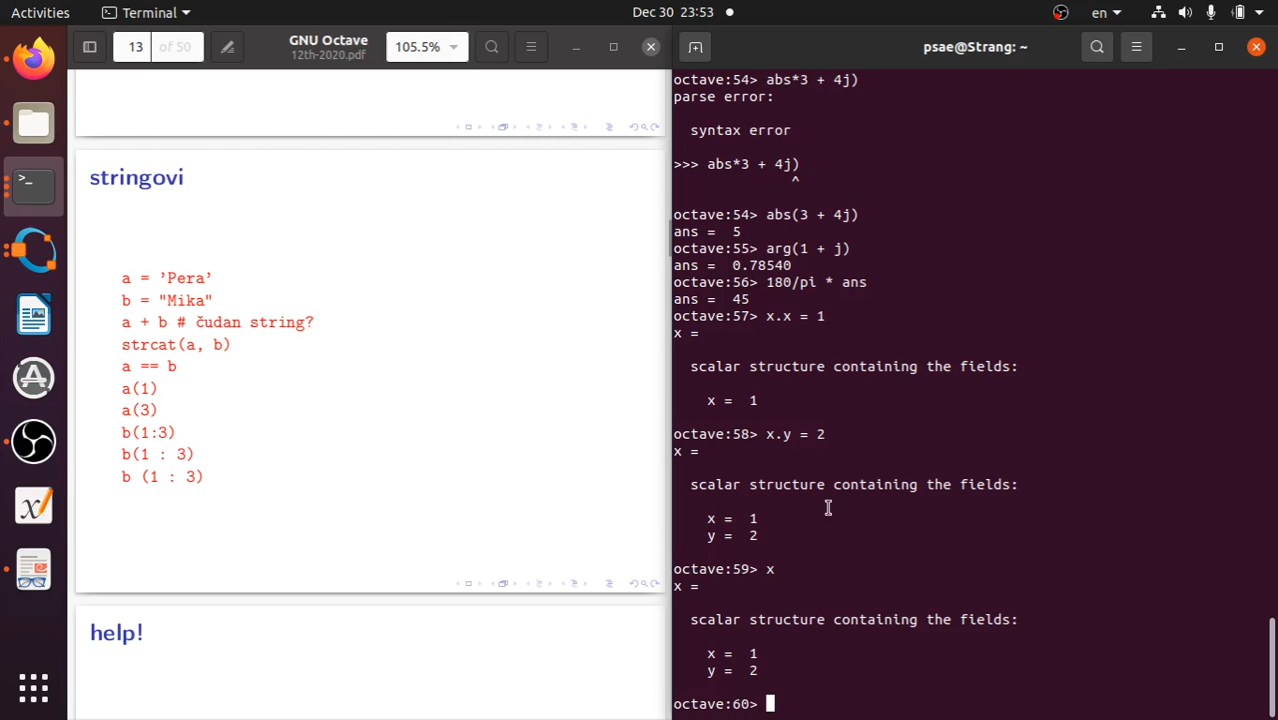 Activities
Terminal
Dec 30 23:53
en
13 of 50
GNU Octave
12th-2020.pdf
105.5%
psae@Strang: ~
stringovi
a = ’Pera’
b = "Mika"
a + b # čudan string?
strcat(a, b)
a == b
a(1)
a(3)
b(1:3)
b(1 : 3)
b (1 : 3)
help!
octave:54> abs*3 + 4j)
parse error:
syntax error
>>> abs*3 + 4j)
^
octave:54> abs(3 + 4j)
ans = 5
octave:55> arg(1 + j)
ans = 0.78540
octave:56> 180/pi * ans
ans = 45
octave:57> x.x = 1
x =
scalar structure containing the fields:
x = 1
octave:58> x.y = 2
x =
scalar structure containing the fields:
x = 1
y = 2
octave:59> x
x =
scalar structure containing the fields:
x = 1
y = 2
octave:60>